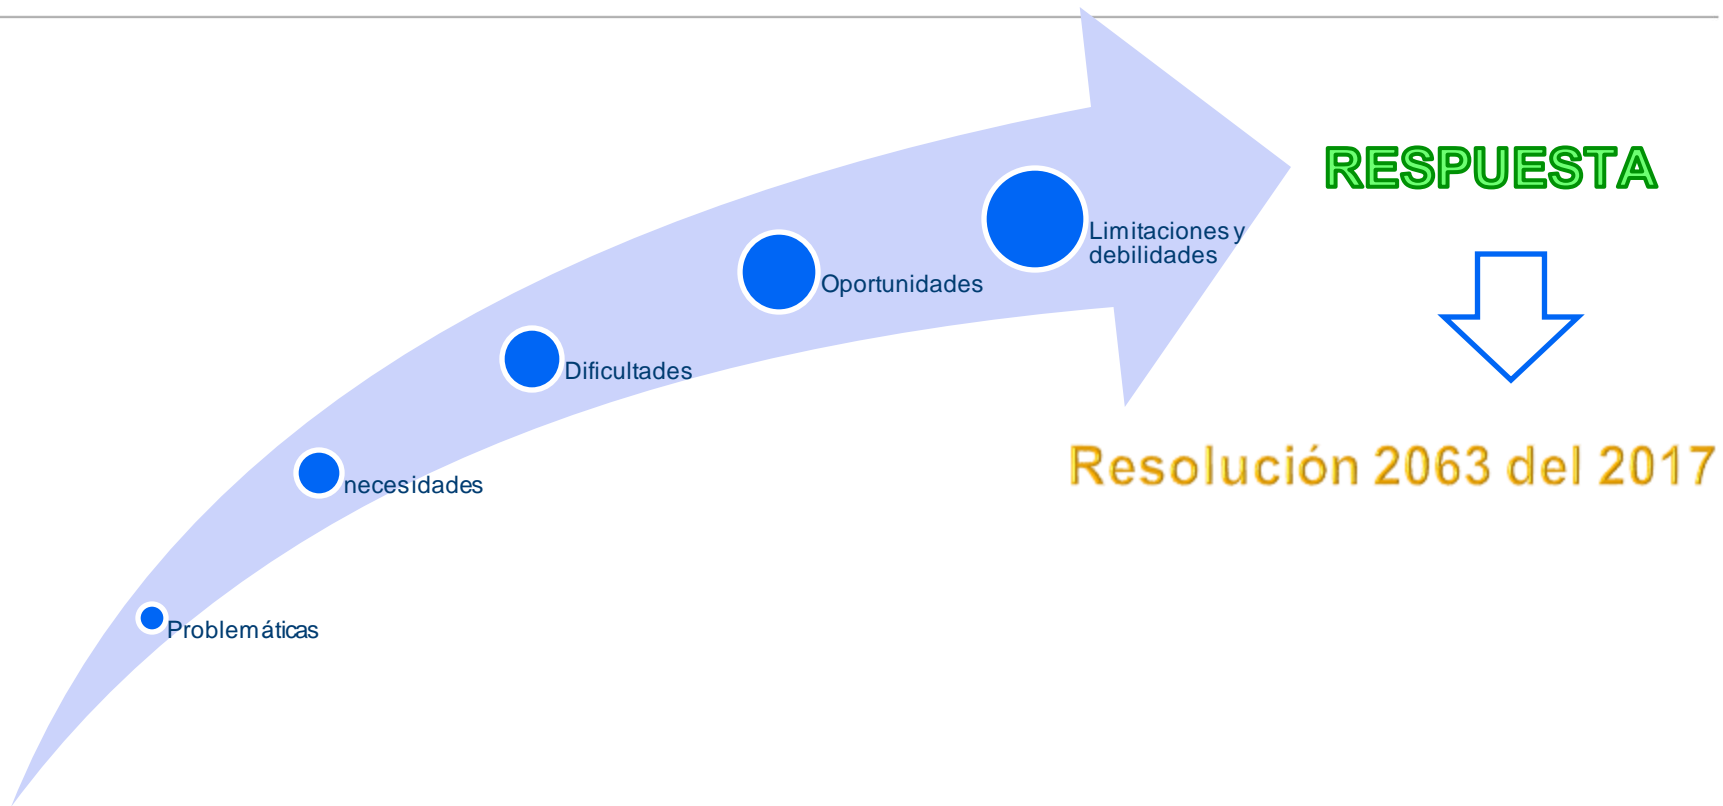 RESPUESTA
Limitaciones y
debilidades
Oportunidades
Dificultades
necesidades
Problemáticas
Resolución 2063 del 2017